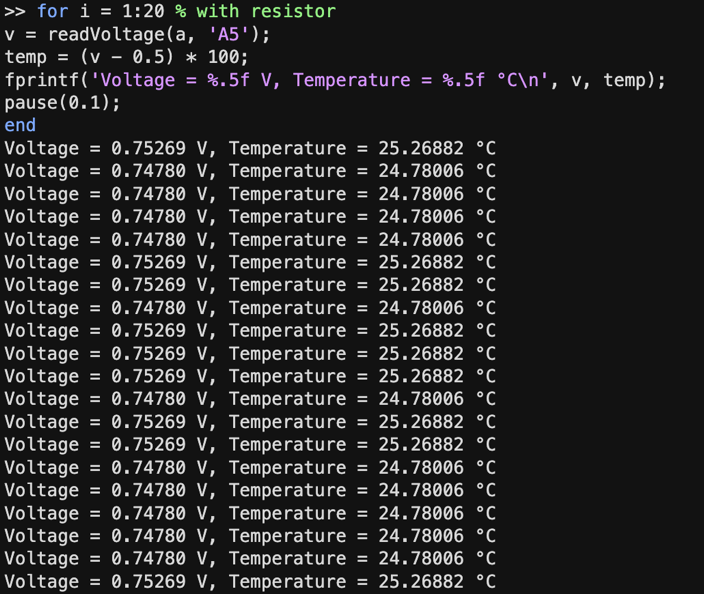 >> for i = 1:20 % with resistor
v = readVoltage(a, 'A5');
temp = (v - 0.5) * 100;
fprintf('Voltage = %.5f V, Temperature = %.5f °C\n', v, temp);
pause(0.1);
end
Voltage = 0.75269 V, Temperature = 25.26882 °C
Voltage = 0.74780 V, Temperature = 24.78006 °C
Voltage = 0.74780 V, Temperature = 24.78006 °C
Voltage = 0.74780 V, Temperature = 24.78006 °C
Voltage = 0.74780 V, Temperature = 24.78006 °C
Voltage = 0.75269 V, Temperature = 25.26882 °C
Voltage = 0.75269 V, Temperature = 25.26882 °C
Voltage = 0.74780 V, Temperature = 24.78006 °C
Voltage = 0.75269 V, Temperature = 25.26882 °C
Voltage = 0.75269 V, Temperature = 25.26882 °C
Voltage = 0.75269 V, Temperature = 25.26882 °C
Voltage = 0.74780 V, Temperature = 24.78006 °C
Voltage = 0.75269 V, Temperature = 25.26882 °C
Voltage = 0.75269 V, Temperature = 25.26882 °C
Voltage = 0.74780 V, Temperature = 24.78006 °C
Voltage = 0.74780 V, Temperature = 24.78006 °C
Voltage = 0.74780 V, Temperature = 24.78006 °C
Voltage = 0.74780 V, Temperature = 24.78006 °C
Voltage = 0.74780 V, Temperature = 24.78006 °C
Voltage = 0.75269 V, Temperature = 25.26882 °C